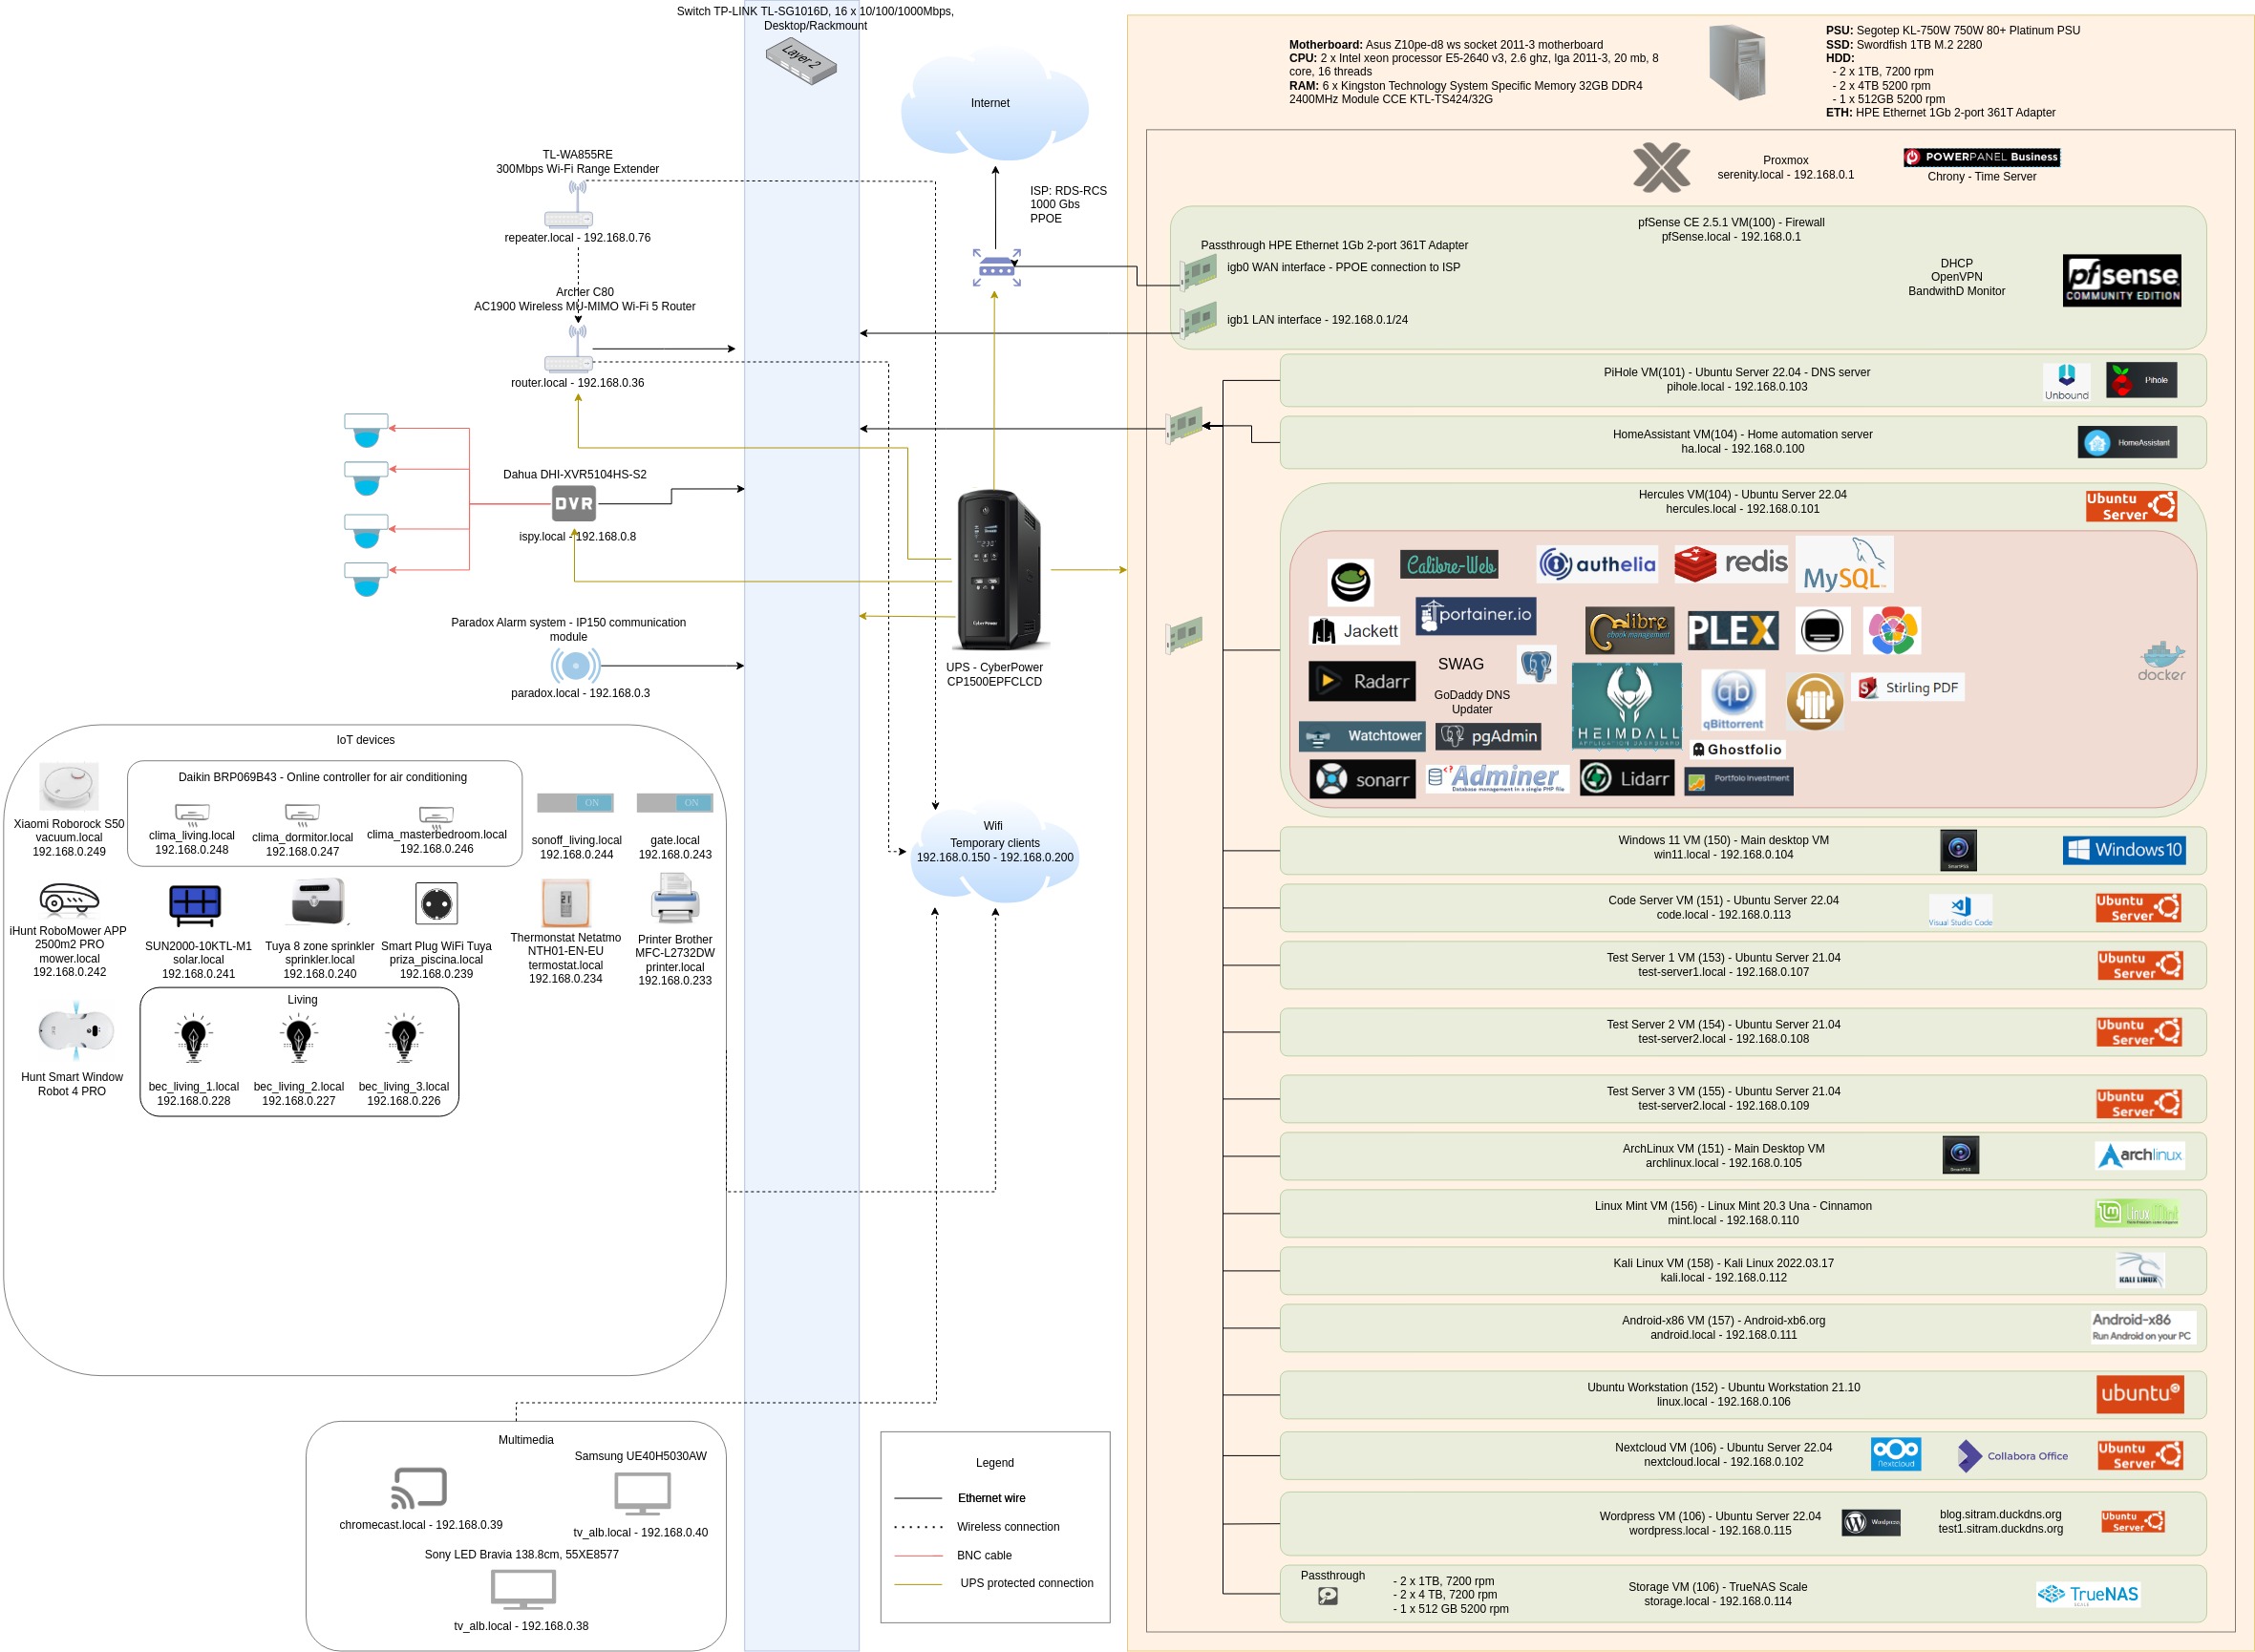 Switch TP-LINK TL-SG1016D, 16 x 10/100/1000Mbps,
Desktop/Rackmount
Layer 2
Internet
ISP: RDS-RCS
1000 Gbs
PPOE
TL-WA855RE
300Mbps Wi-Fi Range Extender
repeater.local - 192.168.0.76
Archer C80
AC1900 Wireless MU-MIMO Wi-Fi 5 Router
router.local - 192.168.0.36
Dahua DHI-XVR5104HS-S2
DVR
ispy.local - 192.168.0.8
Paradox Alarm system - IP150 communication
module
paradox.local - 192.168.0.3
CyberPower
UPS - CyberPower
CP1500EPFCLCD
IoT devices
Xiaomi Roborock S50
vacuum.local
192.168.0.249
Daikin BRP069B43 - Online controller for air conditioning
clima_living.local
192.168.0.248
clima_dormitor.local
192.168.0.247
clima_masterbedroom.local
192.168.0.246
ON
sonoff_living.local
192.168.0.244
ON
gate.local
192.168.0.243
iHunt RoboMower APP
2500m2 PRO
mower.local
192.168.0.242
SUN2000-10KTL-M1
solar.local
192.168.0.241
Tuya 8 zone sprinkler
sprinkler.local
192.168.0.240
Smart Plug WiFi Tuya
priza_piscina.local
192.168.0.239
21
Thermonstat Netatmo
NTH01-EN-EU
termostat.local
192.168.0.234
Printer Brother
MFC-L2732DW
printer.local
192.168.0.233
Hunt Smart Window
Robot 4 PRO
Living
bec_living_1.local
192.168.0.228
bec_living_2.local
192.168.0.227
bec_living_3.local
192.168.0.226
Wifi
Temporary clients
192.168.0.150 - 192.168.0.200
Multimedia
chromecast.local - 192.168.0.39
Samsung UE40H5030AW
tv_alb.local - 192.168.0.40
Sony LED Bravia 138.8cm, 55XE8577
tv_alb.local - 192.168.0.38
Legend
Ethernet wire
Wireless connection
BNC cable
UPS protected connection
Motherboard: Asus Z10pe-d8 ws socket 2011-3 motherboard
CPU: 2 x Intel xeon processor E5-2640 v3, 2.6 ghz, lga 2011-3, 20 mb, 8
core, 16 threads
RAM: 6 x Kingston Technology System Specific Memory 32GB DDR4
2400MHz Module CCE KTL-TS424/32G
PSU: Segotep KL-750W 750W 80+ Platinum PSU
SSD: Swordfish 1TB M.2 2280
HDD:
- 2 x 1TB, 7200 rpm
- 2 x 4TB 5200 rpm
- 1 x 512GB 5200 rpm
ETH: HPE Ethernet 1Gb 2-port 361T Adapter
Proxmox
serenity.local - 192.168.0.1
POWERPANEL Business
Chrony - Time Server
pfSense CE 2.5.1 VM(100) - Firewall
pfSense.local - 192.168.0.1
Passthrough HPE Ethernet 1Gb 2-port 361T Adapter
igb0 WAN interface - PPOE connection to ISP
igb1 LAN interface - 192.168.0.1/24
DHCP
OpenVPN
BandwithD Monitor
pfsense
COMMUNITY EDITION
PiHole VM(101) - Ubuntu Server 22.04 - DNS server
pihole.local - 192.168.0.103
Unbound
Pihole
HomeAssistant VM(104) - Home automation server
ha.local - 192.168.0.100
HomeAssistant
Hercules VM(104) - Ubuntu Server 22.04
hercules.local - 192.168.0.101
Ubuntu Server
Calibre-Web
authelia
redis
MySQL
Jackett
portainer.io
Calibre
ebook management
PLEX
Radarr
SWAG
GoDaddy DNS
Updater
HEIMDALL
APPLICATION DASHBOARD
qb
qBittorrent
Stirling PDF
docker
Watchtower
pgAdmin
Ghostfolio
sonarr
Adminer
Database management in a single PHP file
Lidarr
Portfolio Investment
Windows 11 VM (150) - Main desktop VM
win11.local - 192.168.0.104
SmartPSS
Windows 10
Code Server VM (151) - Ubuntu Server 22.04
code.local - 192.168.0.113
Visual Studio Code
Ubuntu Server
Test Server 1 VM (153) - Ubuntu Server 21.04
test-server1.local - 192.168.0.107
Ubuntu Server
Test Server 2 VM (154) - Ubuntu Server 21.04
test-server2.local - 192.168.0.108
Ubuntu Server
Test Server 3 VM (155) - Ubuntu Server 21.04
test-server2.local - 192.168.0.109
Ubuntu Server
ArchLinux VM (151) - Main Desktop VM
archlinux.local - 192.168.0.105
SmartPSS
archlinux
Linux Mint VM (156) - Linux Mint 20.3 Una - Cinnamon
mint.local - 192.168.0.110
Linux Mint
Kali Linux VM (158) - Kali Linux 2022.03.17
kali.local - 192.168.0.112
KALI LINUX
Android-x86 VM (157) - Android-xb6.org
android.local - 192.168.0.111
Android-x86
Run Android on your PC
Ubuntu Workstation (152) - Ubuntu Workstation 21.10
linux.local - 192.168.0.106
ubuntu
Nextcloud VM (106) - Ubuntu Server 22.04
nextcloud.local - 192.168.0.102
nextcloud
Collabora Office
Ubuntu Server
Wordpress VM (106) - Ubuntu Server 22.04
wordpress.local - 192.168.0.115
Wordpress
blog.sitram.duckdns.org
test1.sitram.duckdns.org
Ubuntu Server
Passthrough
- 2 x 1TB, 7200 rpm
- 2 x 4 TB, 7200 rpm
- 1 x 512 GB 5200 rpm
Storage VM (106) - TrueNAS Scale
storage.local - 192.168.0.114
TrueNAS
SCALE